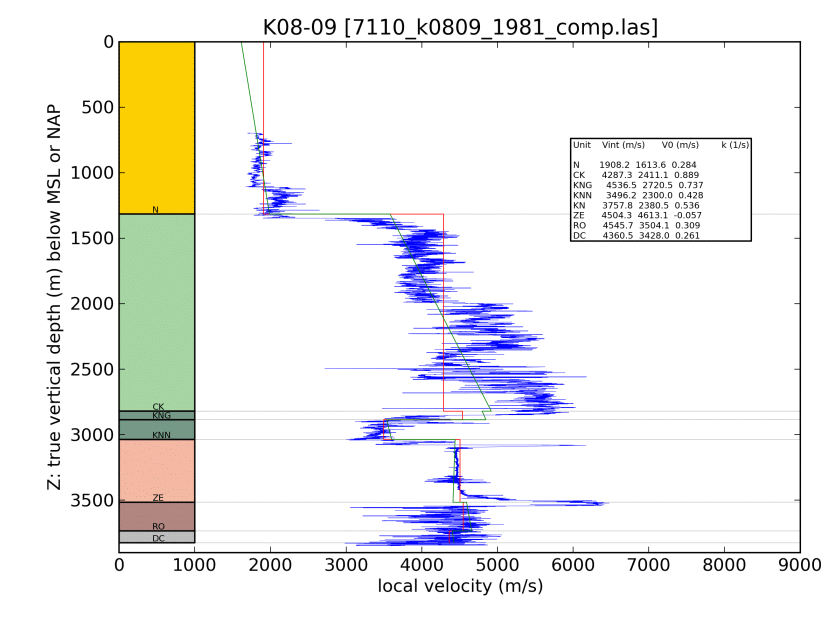 K08-09 [7110_k0809_1981_comp.las]
0
500
1000
1500
2000
2500
3000
3500
Z: true vertical depth (m) below MSL or NAP
N
CK
KNG
KNN
ZE
RO
DC
Unit Vint (m/s) V0 (m/s) k (1/s)
N 1908.2 1613.6 0.284
CK 4287.3 2411.1 0.889
KNG 4536.5 2720.5 0.737
KNN 3496.2 2300.0 0.428
KN 3757.8 2380.5 0.536
ZE 4504.3 4613.1 -0.057
RO 4545.7 3504.1 0.309
DC 4360.5 3428.0 0.261
0 1000 2000 3000 4000 5000 6000 7000 8000 9000
local velocity (m/s)